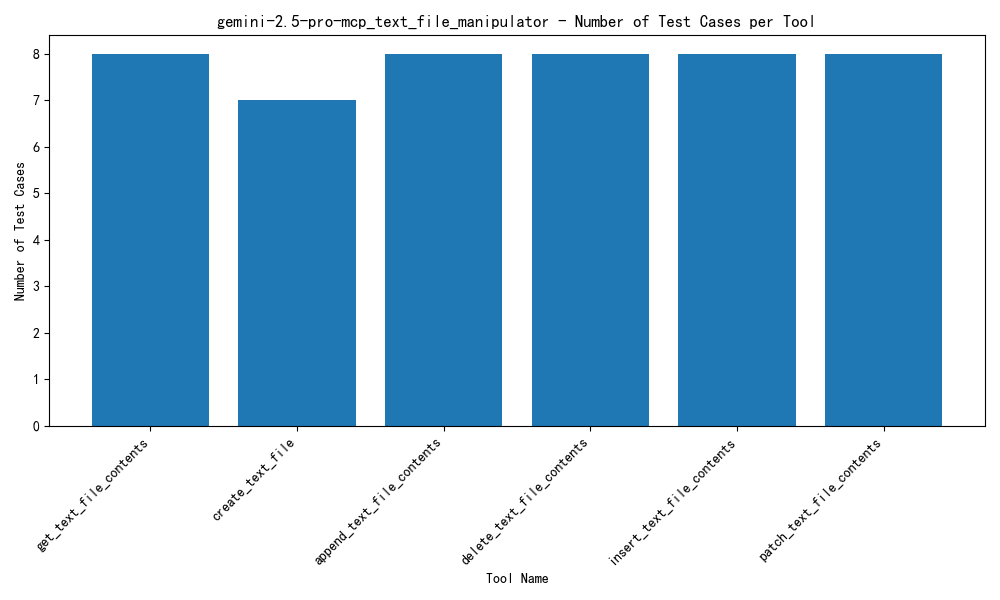 gemini-2.5-pro-mcp_text_file_manipulator - Number of Test Cases per Tool
Number of Test Cases
8
7
6
5
4
3
2
1
0
get_text_file_contents
create_text_file
append_text_file_contents
delete_text_file_contents
insert_text_file_contents
patch_text_file_contents
Tool Name